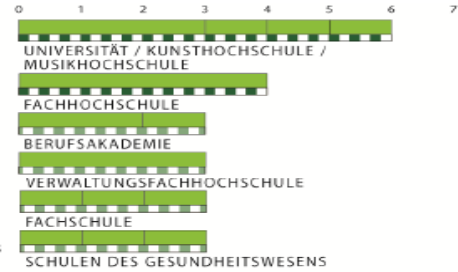 0 1 2 3 4 5 6 7
UNIVERSITÄT / KUNSTHOCHSCHULE /
MUSIKHOCHSCHULE
FACHHOCHSCHULE
BERUFSAKADEMIE
VERWALTUNGSFACHHOCHSCHULE
FACHSCHULE
SCHULEN DES GESUNDHEITSWESENS